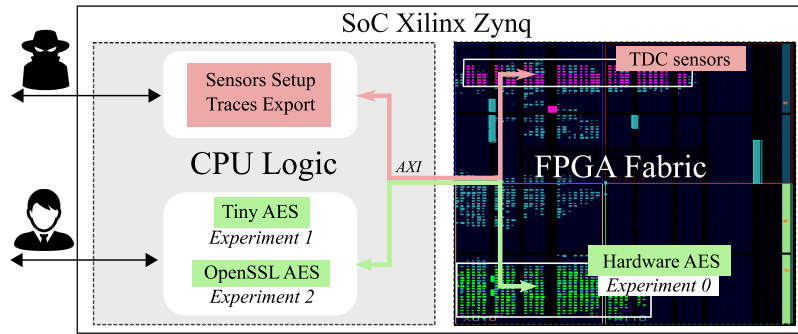 SoC Xilinx Zynq
Sensors Setup
Traces Export
TDC sensors
CPU Logic
AXI
FPGA Fabric
Tiny AES
Experiment 1
OpenSSL AES
Experiment 2
Hardware AES
Experiment 0